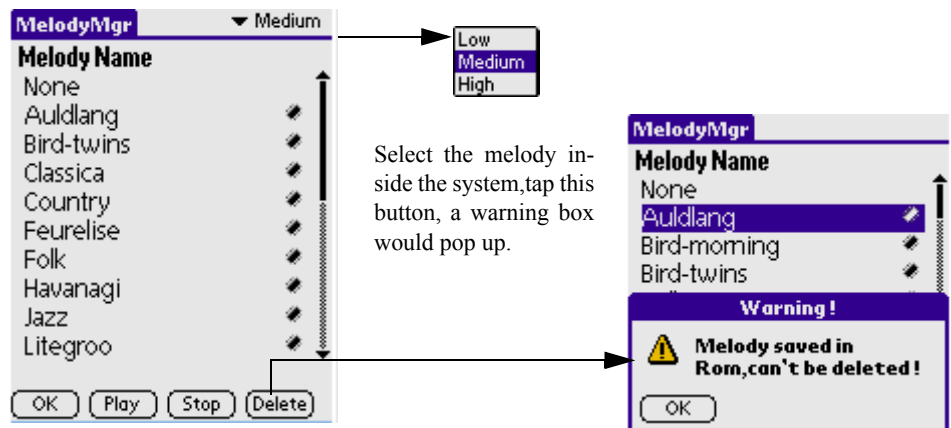 MelodyMgr
Medium
Melody Name
None
Auldlang
Bird-twins
Classica
Country
Feurelise
Folk
Havanagi
Jazz
Litegroo
OK
Play
Stop
Delete
Low
Medium
High
Select the melody in-
side the system,tap this
button, a warning box
would pop up.
MelodyMgr
Melody Name
None
Auldlang
Bird-morning
Bird-twins
Warning!
Melody saved in
Rom,can't be deleted!
OK